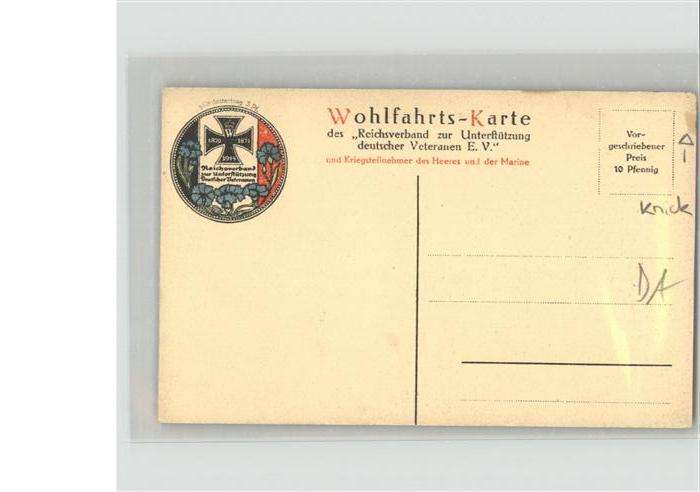 Wohlfahrts-Karte
des „Reichsverband zur Unterstützung
deutscher Veteranen E. V.“
und Kriegsteilnehmer des Heeres und der Marine
1870 1871
1914
Reichsverband
zur Unterstützung
Deutscher Veteranen
Vor-
geschriebener
Preis
10 Pfennig
Knick
DA